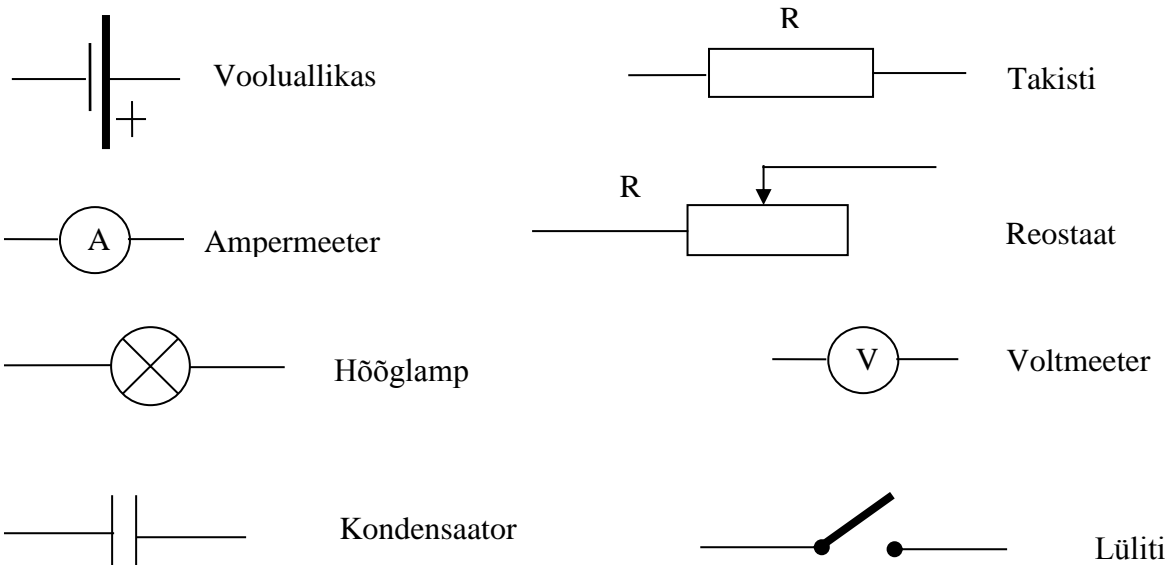 R
Vooluallikas
Takisti
+
R
A
Ampermeeter
Reostaat
Hõõglamp
V
Voltmeeter
Kondensaator
Lüliti